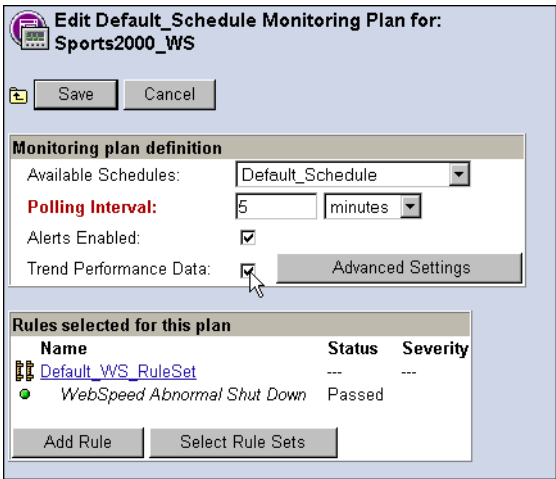 Edit Default_Schedule Monitoring Plan for:
Sports2000_WS
Save Cancel
Monitoring plan definition
Available Schedules: Default_Schedule
Polling Interval: 5 minutes
Alerts Enabled:
Trend Performance Data: Advanced Settings
Rules selected for this plan
Name Status Severity
Default_WS_RuleSet --- ---
WebSpeed Abnormal Shut Down Passed
Add Rule Select Rule Sets